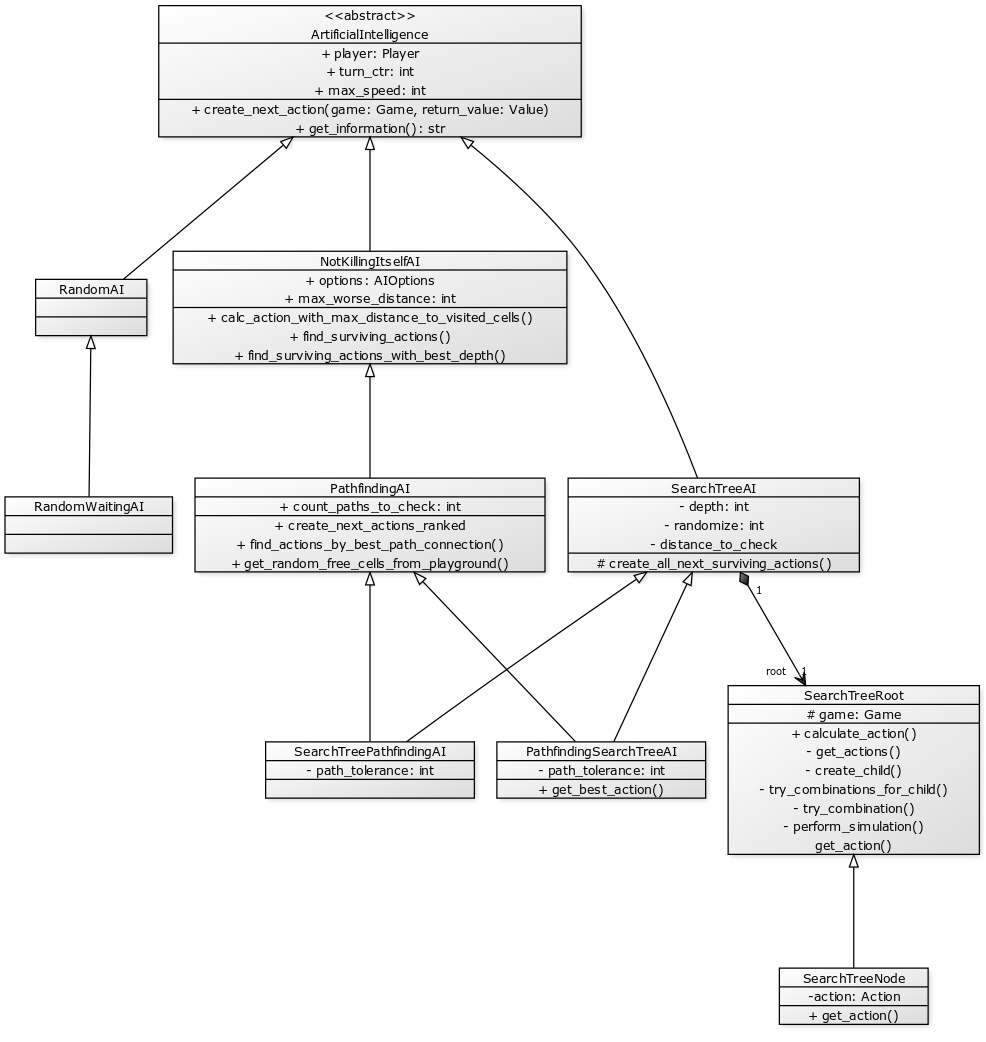 <<abstract>>
ArtificialIntelligence
+ player: Player
+ turn_ctr: int
+ max_speed: int
+ create_next_action(game: Game, return_value: Value)
+ get_information(): str
NotKillingItselfAI
+ options: AIOptions
+ max_worse_distance: int
+ calc_action_with_max_distance_to_visited_cells()
+ find_surviving_actions()
+ find_surviving_actions_with_best_depth()
RandomAI
RandomWaitingAI
PathfindingAI
+ count_paths_to_check: int
+ create_next_actions_ranked
+ find_actions_by_best_path_connection()
+ get_random_free_cells_from_playground()
SearchTreeAI
- depth: int
- randomize: int
- distance_to_check
# create_all_next_surviving_actions()
1
root
1
SearchTreeRoot
# game: Game
+ calculate_action()
- get_actions()
- create_child()
- try_combinations_for_child()
- try_combination()
- perform_simulation()
get_action()
SearchTreePathfindingAI
- path_tolerance: int
PathfindingSearchTreeAI
- path_tolerance: int
+ get_best_action()
SearchTreeNode
-action: Action
+ get_action()